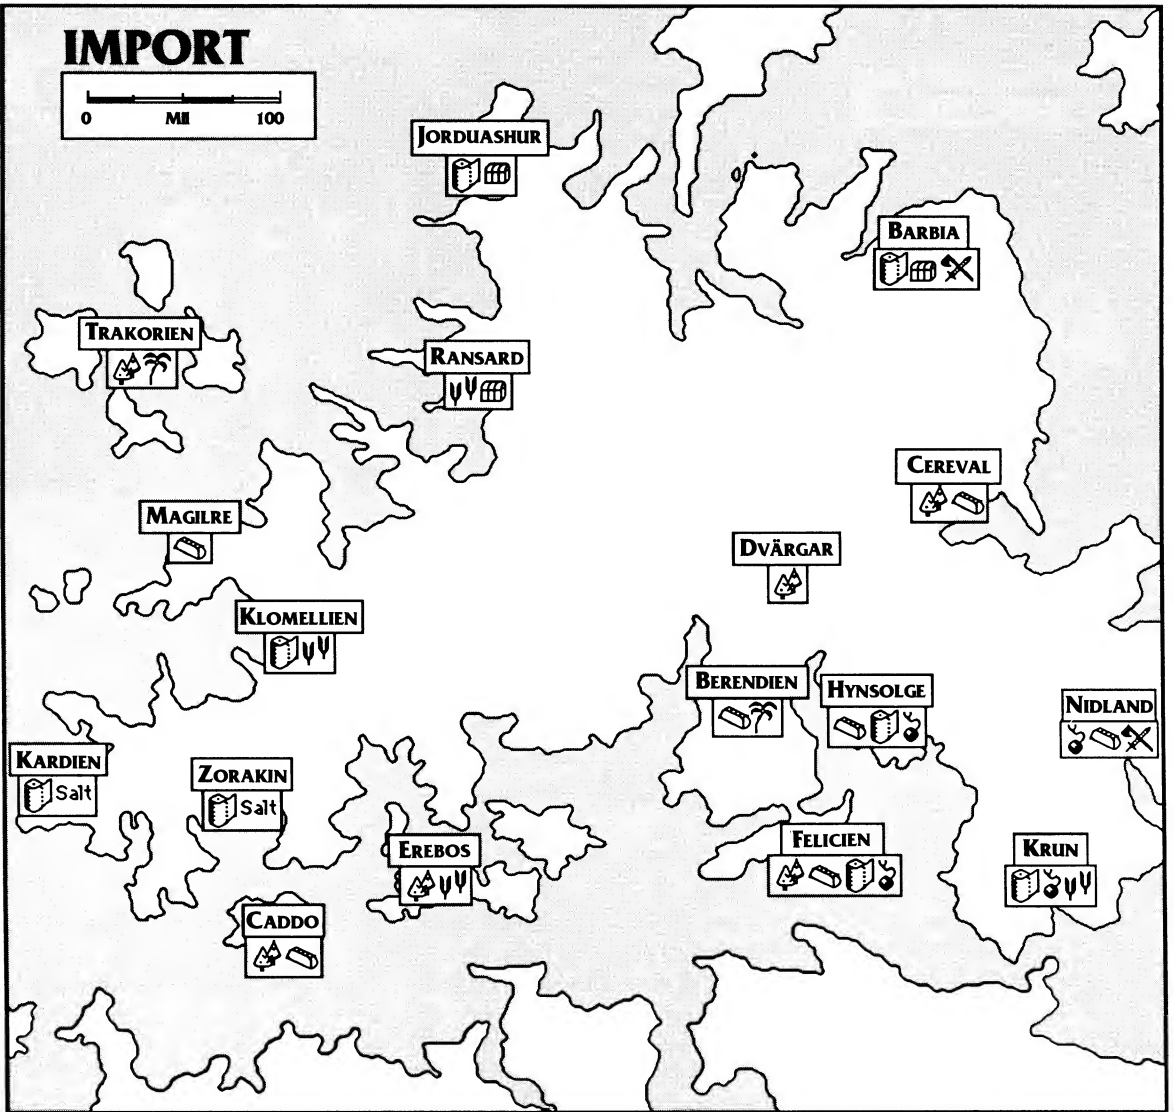 IMPORT
0 Mil 100
JORDUASHUR
BARBIA
TRAKORIEN
RANSARD
CEREVAL
MAGILRE
DVÄRGAR
KLOMELLIEN
BERENDIEN
HYNSOLGE
NIDLAND
KARDIEN
Salt
ZORAKIN
Salt
FELICIEN
EREBOS
KRUN
CADDO